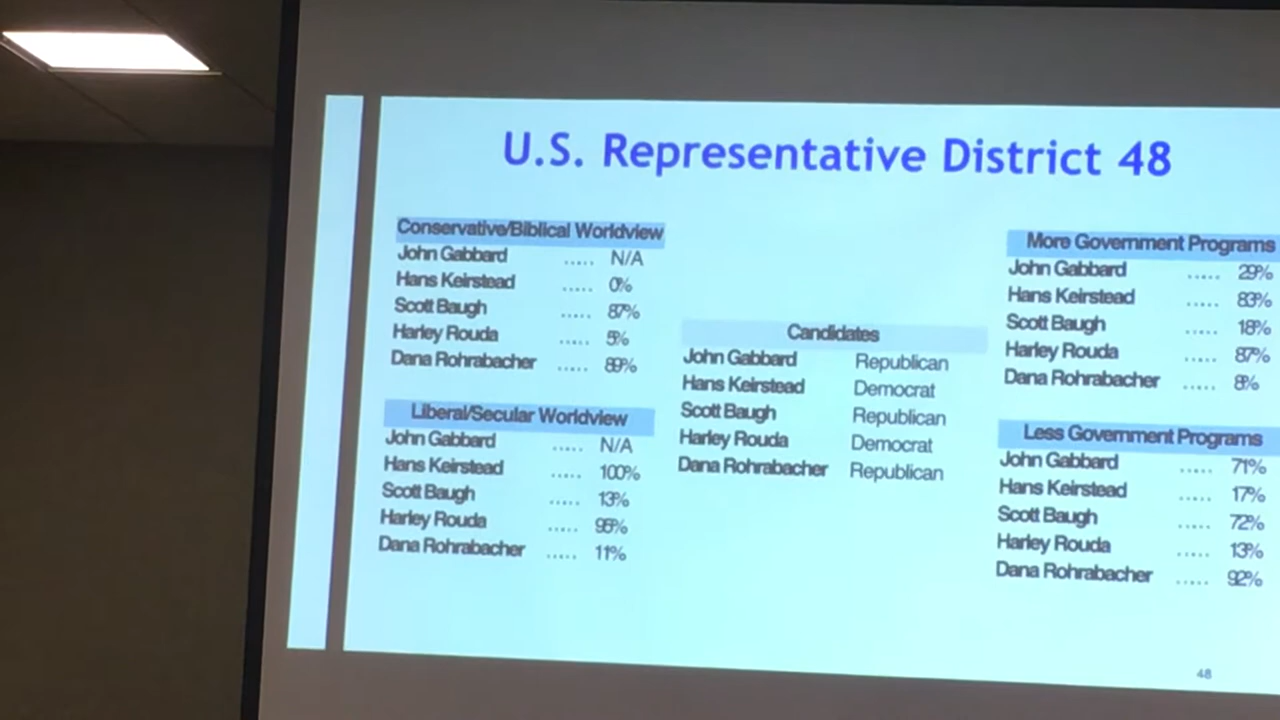 U.S. Representative District 48
Conservative/Biblical Worldview
John Gabbard ..... N/A
Hans Keirstead ..... 0%
Scott Baugh ..... 87%
Harley Rouda ..... 5%
Dana Rohrabacher ..... 89%
Liberal/Secular Worldview
John Gabbard ..... N/A
Hans Keirstead ..... 100%
Scott Baugh ..... 13%
Harley Rouda ..... 95%
Dana Rohrabacher ..... 11%
Candidates
John Gabbard Republican
Hans Keirstead Democrat
Scott Baugh Republican
Harley Rouda Democrat
Dana Rohrabacher Republican
More Government Programs
John Gabbard ..... 29%
Hans Keirstead ..... 83%
Scott Baugh ..... 18%
Harley Rouda ..... 87%
Dana Rohrabacher ..... 8%
Less Government Programs
John Gabbard ..... 71%
Hans Keirstead ..... 17%
Scott Baugh ..... 72%
Harley Rouda ..... 13%
Dana Rohrabacher ..... 92%
48